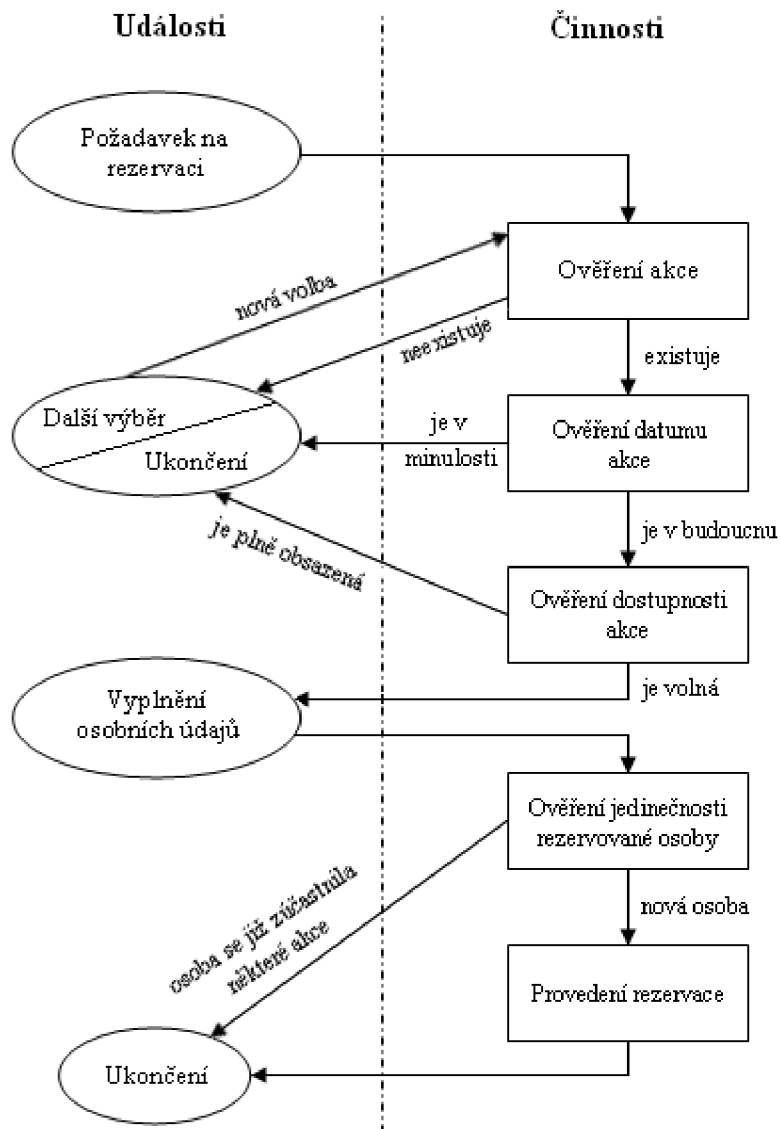 Události
Činnosti
Požadavek na
rezervaci
Ověření akce
nová volba
neexistuje
existuje
Další výběr
Ukončení
je v
minulosti
Ověření datumu
akce
je v budoucnu
je plně obsazená
Ověření dostupnosti
akce
je volná
Vyplnění
osobních údajů
Ověření jedinečnosti
rezervované osoby
osoba se již zúčastnila
některé akce
nová osoba
Provedení rezervace
Ukončení